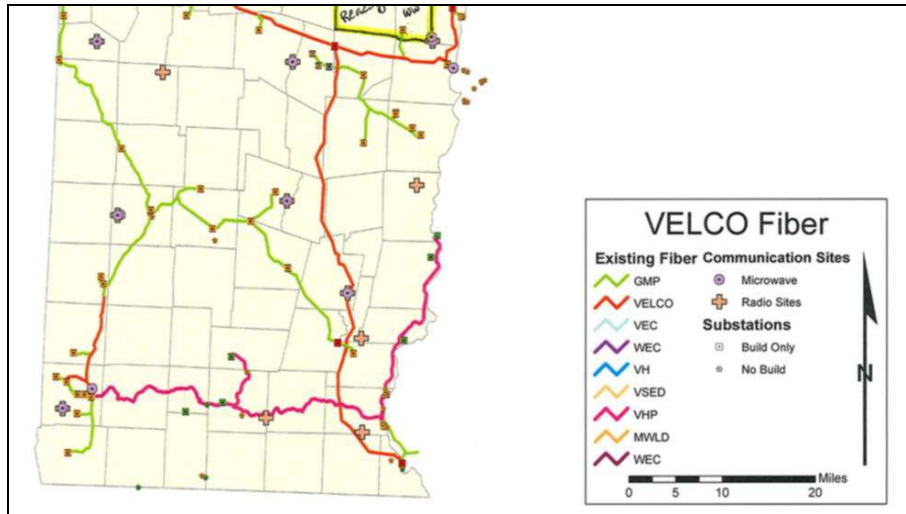 VELCO Fiber
Existing Fiber
GMP
VELCO
VEC
WEC
VH
VSED
VHP
MWLD
WEC
Communication Sites
Microwave
Radio Sites
Substations
Build Only
No Build
N
Miles
0 5 10 20